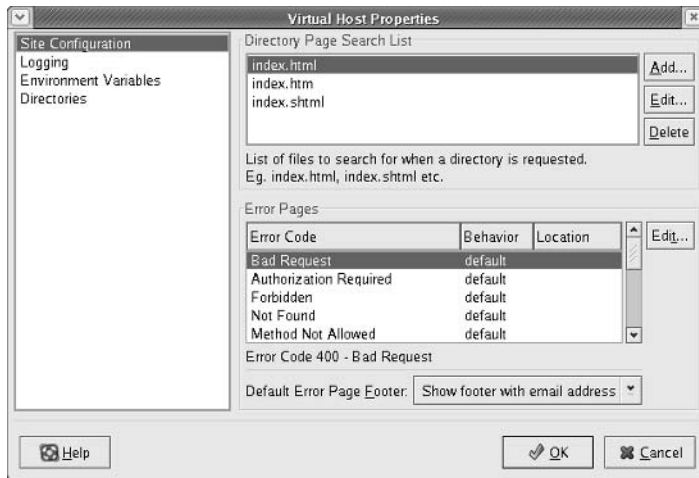 Virtual Host Properties
Site Configuration
Logging
Environment Variables
Directories
Directory Page Search List
index.html
index.htm
index.shtml
Add...
Edit...
Delete
List of files to search for when a directory is requested.
Eg. index.html, index.shtml etc.
Error Pages
Error Code Behavior Location
Bad Request default
Authorization Required default
Forbidden default
Not Found default
Method Not Allowed default
Edit...
Error Code 400 - Bad Request
Default Error Page Footer: Show footer with email address
Help
OK
Cancel